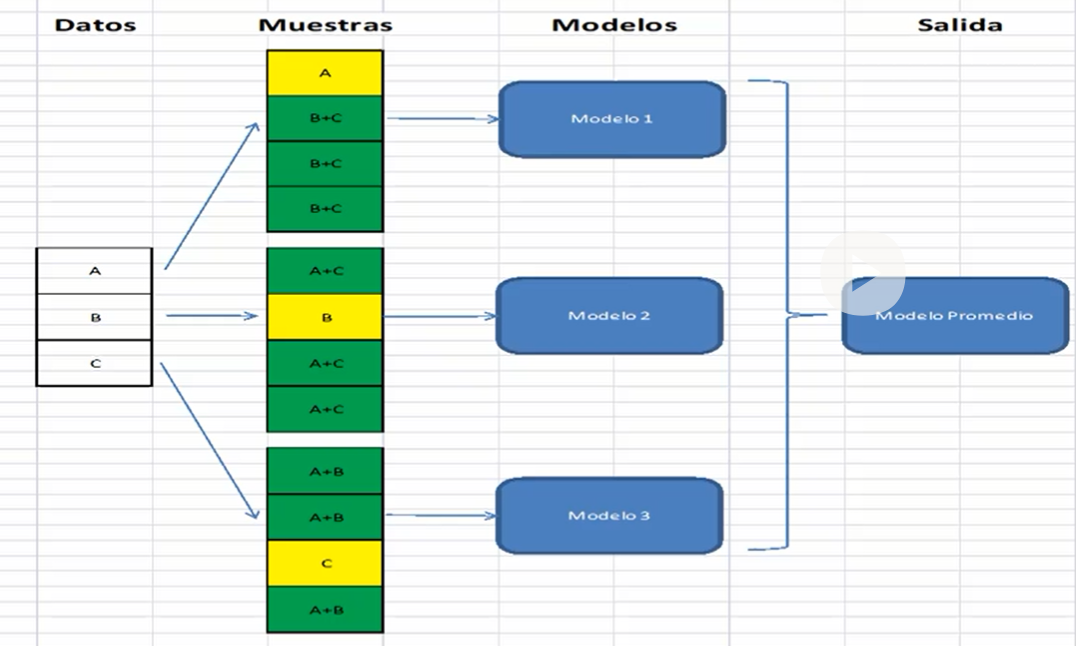 Datos
Muestras
Modelos
Salida
A
B
C
A
B+C
B+C
B+C
A+C
B
A+C
A+C
A+B
A+B
C
A+B
Modelo 1
Modelo 2
Modelo 3
Modelo Promedio